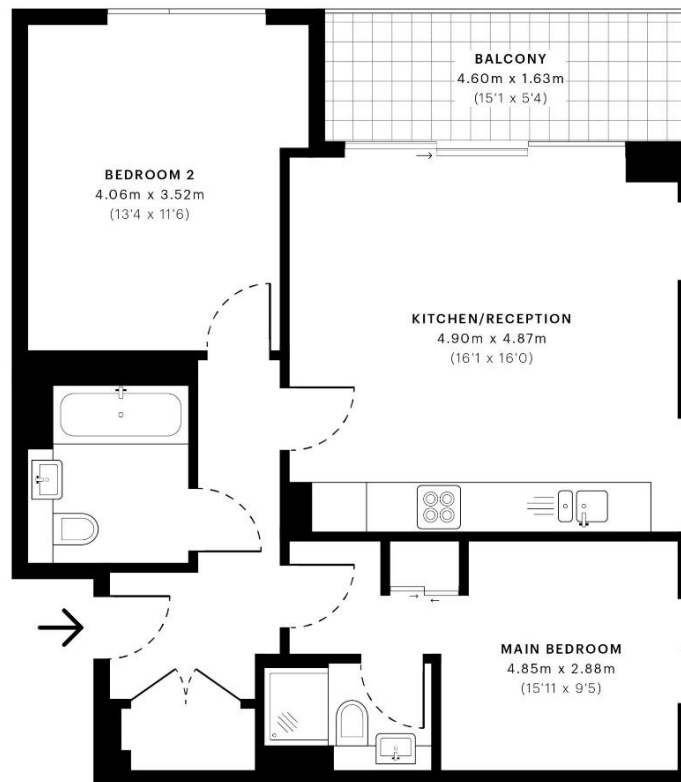 BALCONY
4.60m x 1.63m
(15'1 x 5'4)
BEDROOM 2
4.06m x 3.52m
(13'4 x 11'6)
KITCHEN/RECEPTION
4.90m x 4.87m
(16'1 x 16'0)
MAIN BEDROOM
4.85m x 2.88m
(15'11 x 9'5)